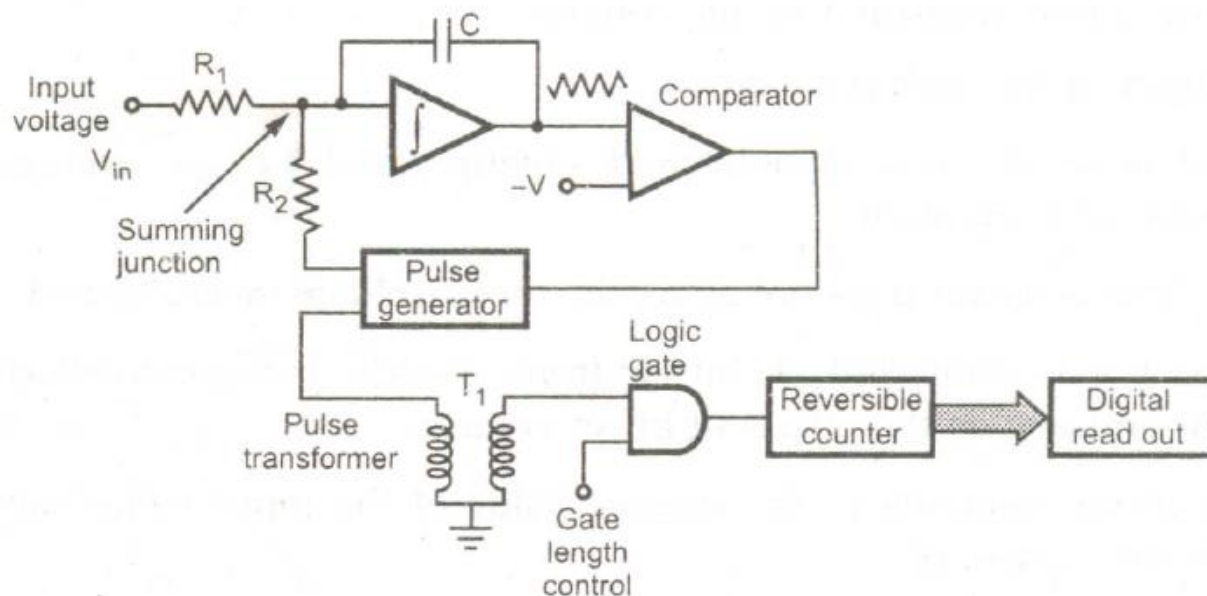 C
R1
Input
voltage
Vin
∫
Comparator
–V
R2
Summing
junction
Pulse
generator
Logic
gate
T1
Pulse
transformer
Reversible
counter
Digital
read out
Gate
length
control